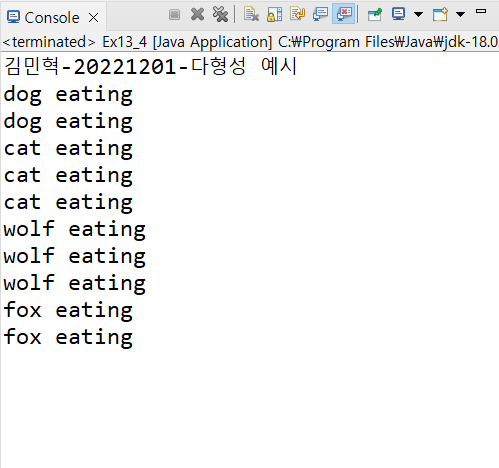 Console
<terminated> Ex13_4 [Java Application] C:₩Program Files₩Java₩jdk-18.0
김민혁-20221201-다형성 예시
dog eating
dog eating
cat eating
cat eating
cat eating
wolf eating
wolf eating
wolf eating
fox eating
fox eating